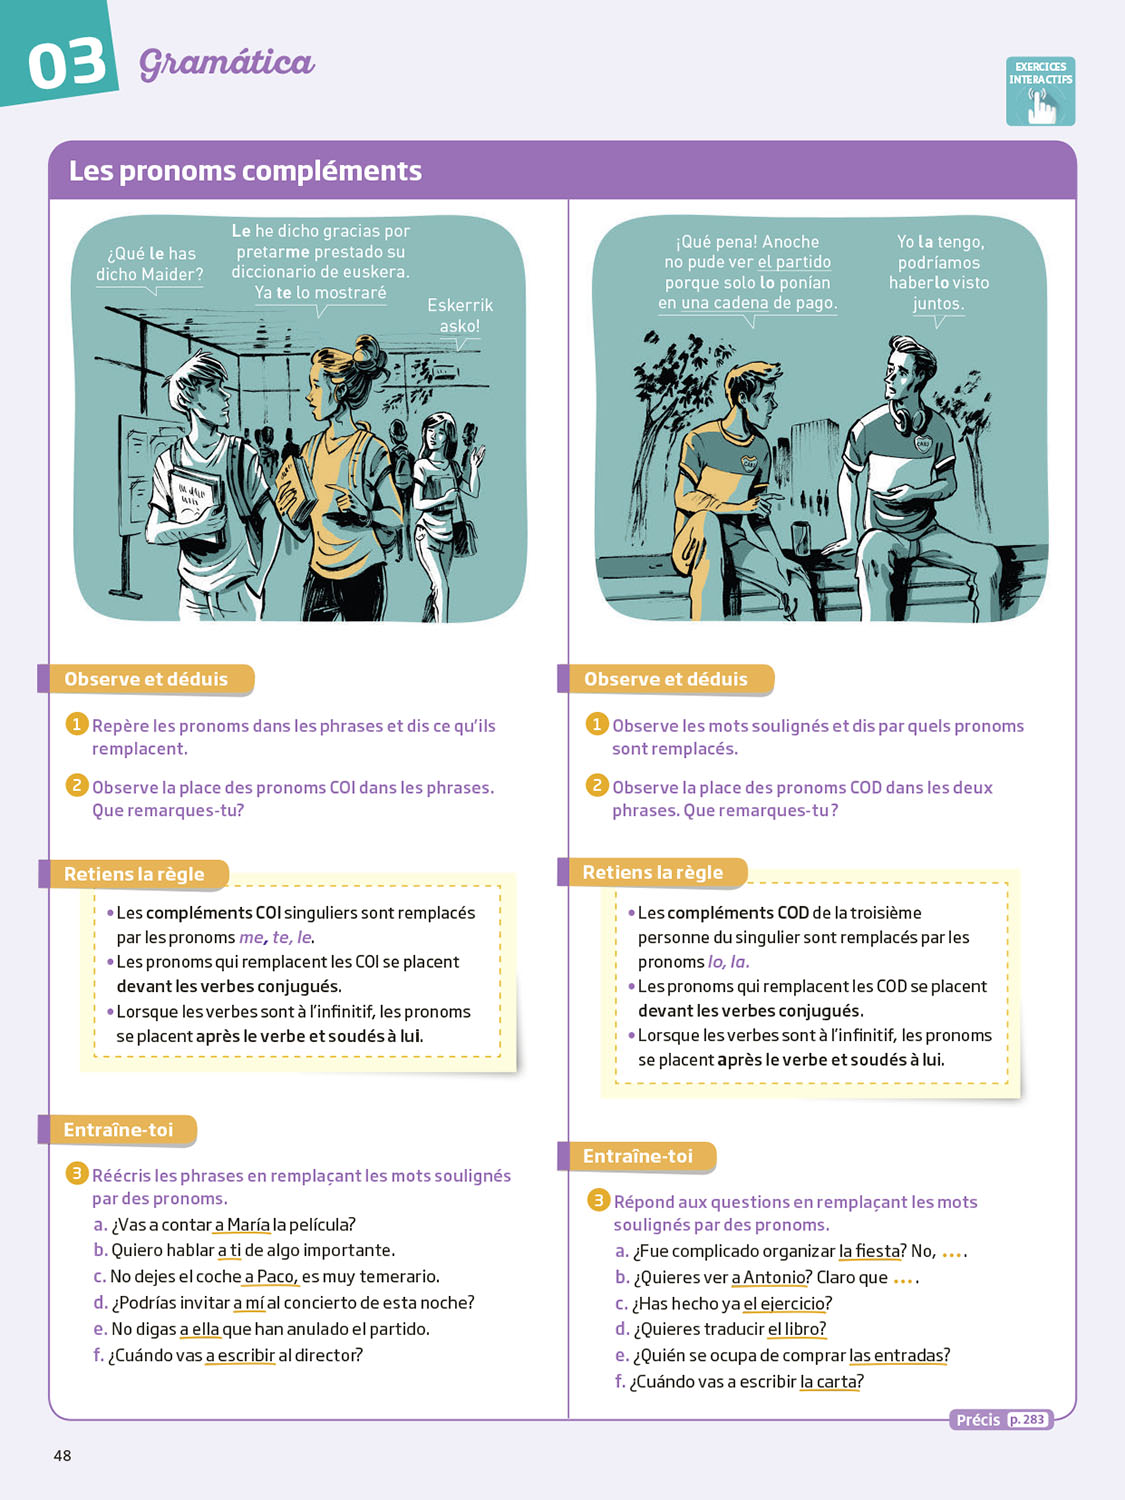 03
Gramática
EXERCICES
INTERACTIFS
Les pronoms compléments
¿Qué le has
dicho Maider?
Le he dicho gracias por
pretarme prestado su
diccionario de euskera.
Ya te lo mostraré
Eskerrik
asko!
Observe et déduis
1 Repère les pronoms dans les phrases et dis ce qu'ils
remplacent.
2 Observe la place des pronoms COI dans les phrases.
Que remarques-tu?
Retiens la règle
• Les compléments COI singuliers sont remplacés
par les pronoms me, te, le.
• Les pronoms qui remplacent les COI se placent
devant les verbes conjugués.
• Lorsque les verbes sont à l'infinitif, les pronoms
se placent après le verbe et soudés à lui.
Entraîne-toi
3 Réécris les phrases en remplaçant les mots soulignés
par des pronoms.
a. ¿Vas a contar a María la película?
b. Quiero hablar a ti de algo importante.
c. No dejes el coche a Paco, es muy temerario.
d. ¿Podrías invitar a mí al concierto de esta noche?
e. No digas a ella que han anulado el partido.
f. ¿Cuándo vas a escribir al director?
¡Qué pena! Anoche
no pude ver el partido
porque solo lo ponían
en una cadena de pago.
Yo la tengo,
podríamos
haberlo visto
juntos.
CABJ
CABJ
Observe et déduis
1 Observe les mots soulignés et dis par quels pronoms
sont remplacés.
2 Observe la place des pronoms COD dans les deux
phrases. Que remarques-tu?
Retiens la règle
• Les compléments COD de la troisième
personne du singulier sont remplacés par les
pronoms lo, la.
• Les pronoms qui remplacent les COD se placent
devant les verbes conjugués.
• Lorsque les verbes sont à l'infinitif, les pronoms
se placent après le verbe et soudés à lui.
Entraîne-toi
3 Répond aux questions en remplaçant les mots
soulignés par des pronoms.
a. ¿Fue complicado organizar la fiesta? No, ... .
b. ¿Quieres ver a Antonio? Claro que ... .
c. ¿Has hecho ya el ejercicio?
d. ¿Quieres traducir el libro?
e. ¿Quién se ocupa de comprar las entradas?
f. ¿Cuándo vas a escribir la carta?
Précis p. 283
48